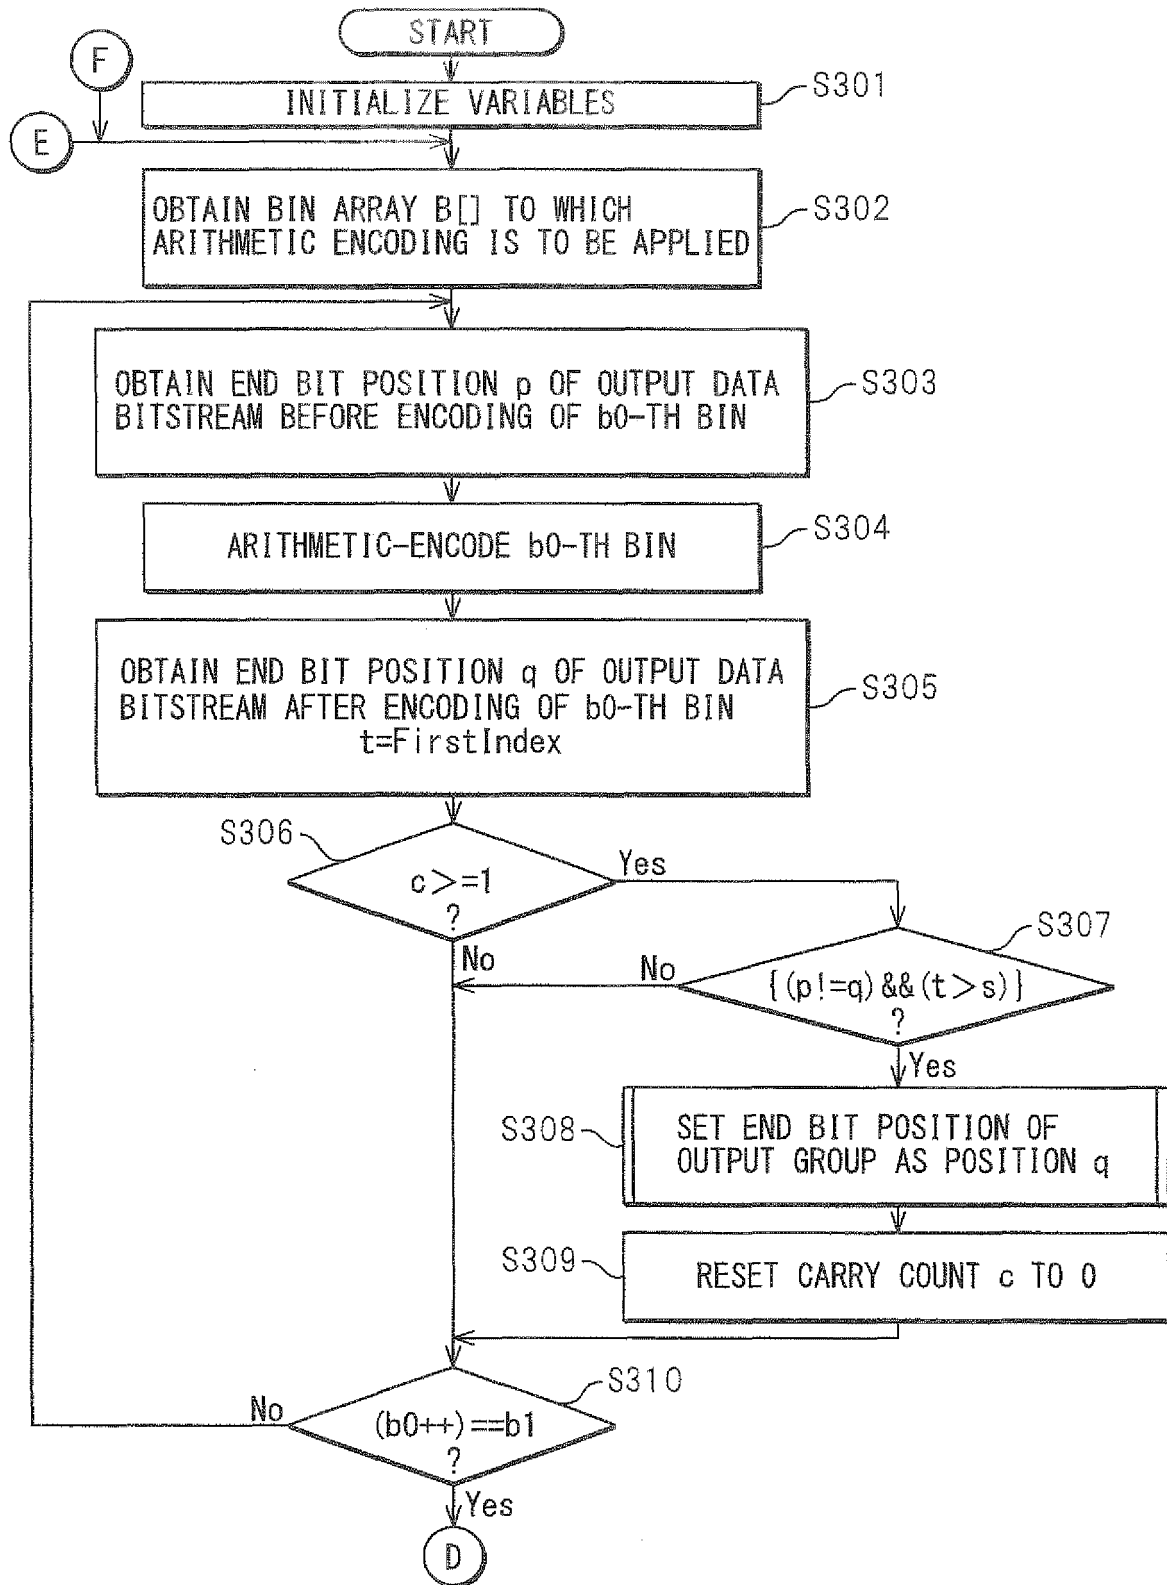 START
F
INITIALIZE VARIABLES
S301
E
OBTAIN BIN ARRAY B[] TO WHICH
ARITHMETIC ENCODING IS TO BE APPLIED
S302
OBTAIN END BIT POSITION p OF OUTPUT DATA
BITSTREAM BEFORE ENCODING OF b0-TH BIN
S303
ARITHMETIC-ENCODE b0-TH BIN
S304
OBTAIN END BIT POSITION q OF OUTPUT DATA
BITSTREAM AFTER ENCODING OF b0-TH BIN
t=FirstIndex
S305
S306
c>=1
?
Yes
No
S307
{(p!=q)&&(t>s)}
?
No
Yes
S308
SET END BIT POSITION OF
OUTPUT GROUP AS POSITION q
S309
RESET CARRY COUNT c TO 0
S310
(b0++)==b1
?
No
Yes
D